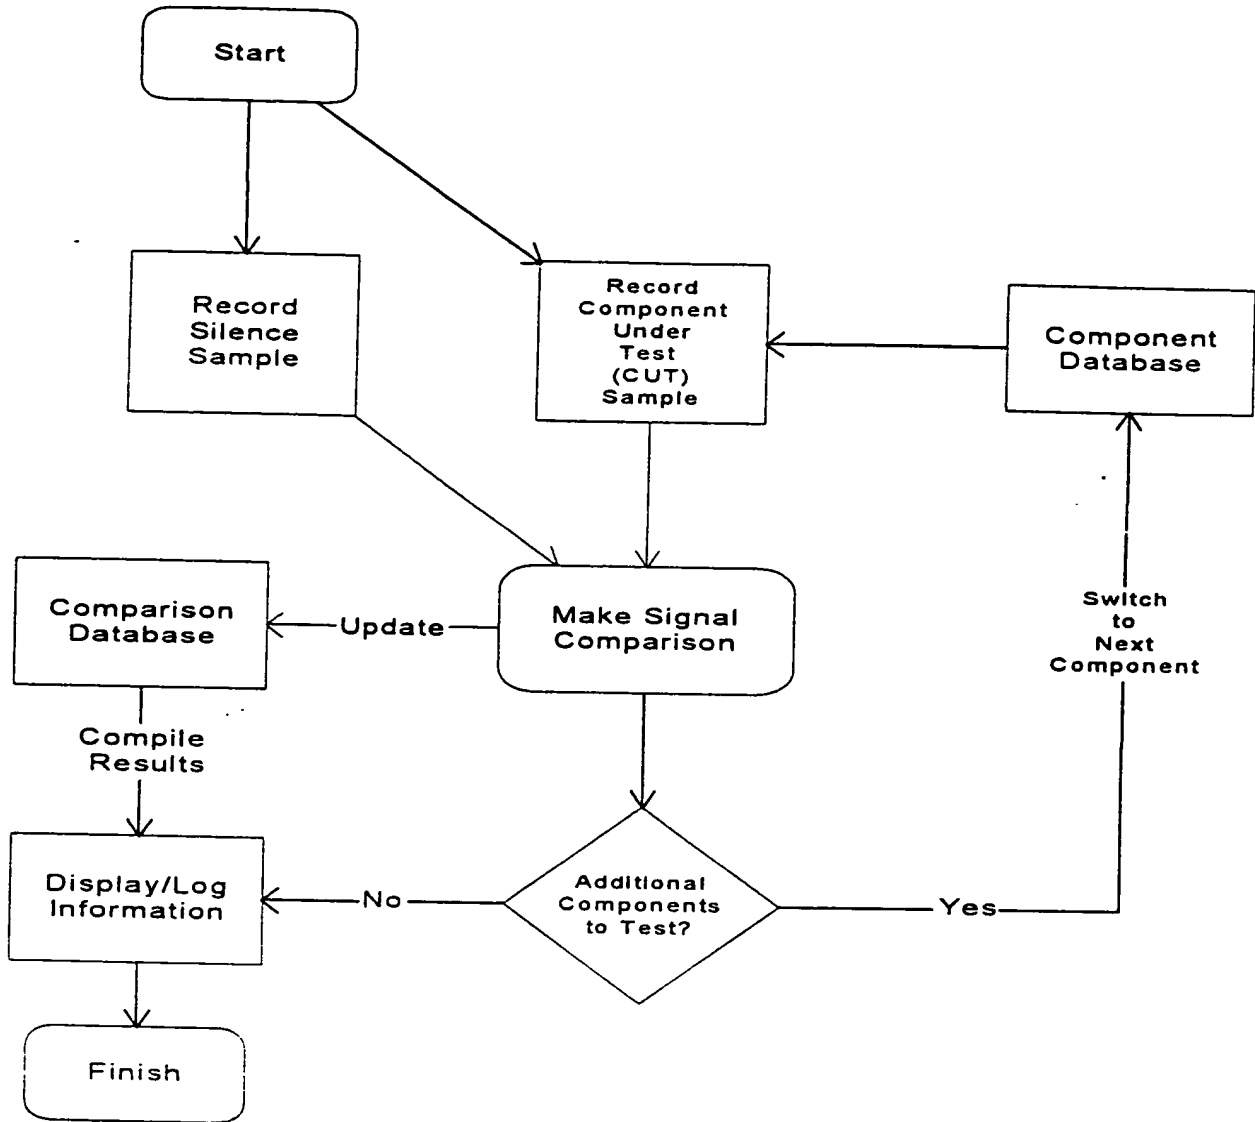 Start
Record
Silence
Sample
Record
Component
Under
Test
(CUT)
Sample
Component
Database
Comparison
Database
Update
Make Signal
Comparison
Switch
to
Next
Component
Compile
Results
Display/Log
Information
No
Additional
Components
to Test?
Yes
Finish